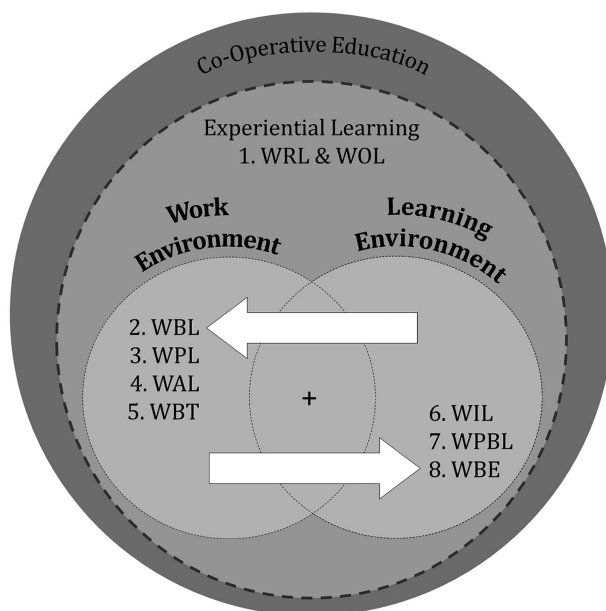 Co-Operative Education
Experiential Learning
1. WRL & WOL
Work
Environment
Learning
Environment
2. WBL
3. WPL
4. WAL
5. WBT
+
6. WIL
7. WPBL
8. WBE